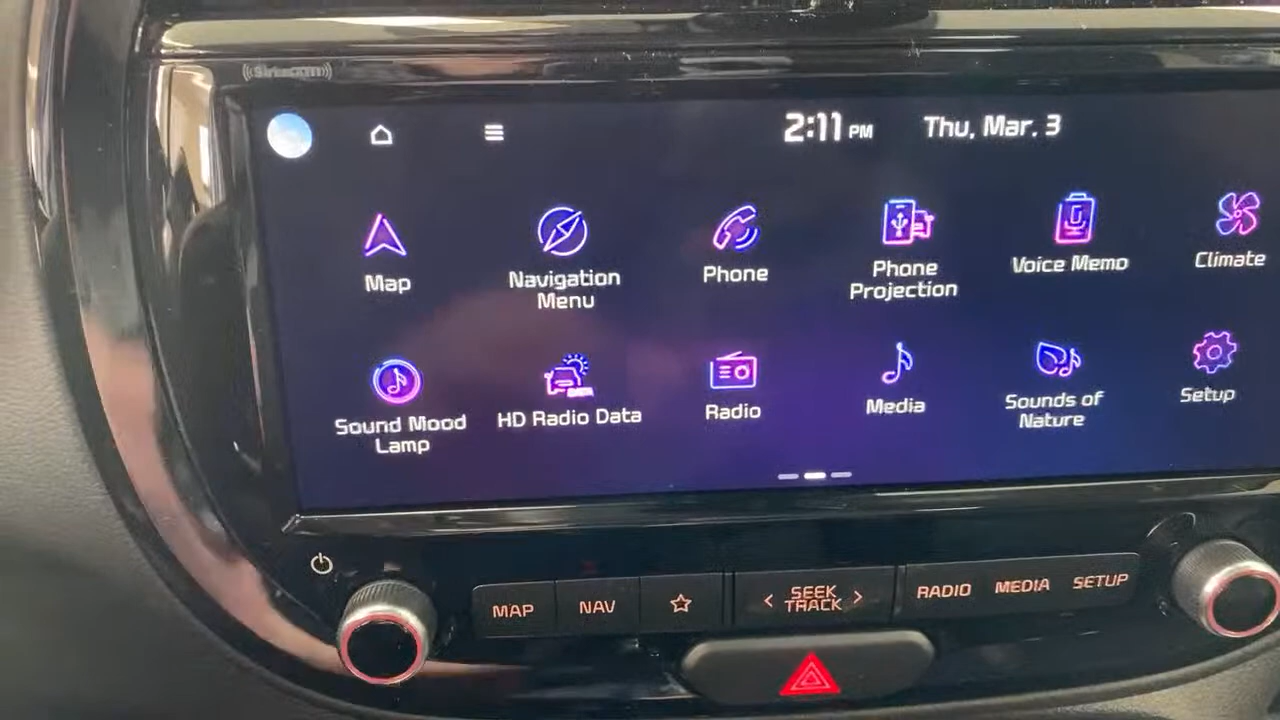 ((SiriusXM))
2:11 PM Thu, Mar. 3
Map
Navigation
Menu
Phone
Phone
Projection
Voice Memo
Climate
Sound Mood
Lamp
HD Radio Data
Radio
Media
Sounds of
Nature
Setup
MAP
NAV
< SEEK >
TRACK
RADIO
MEDIA
SETUP